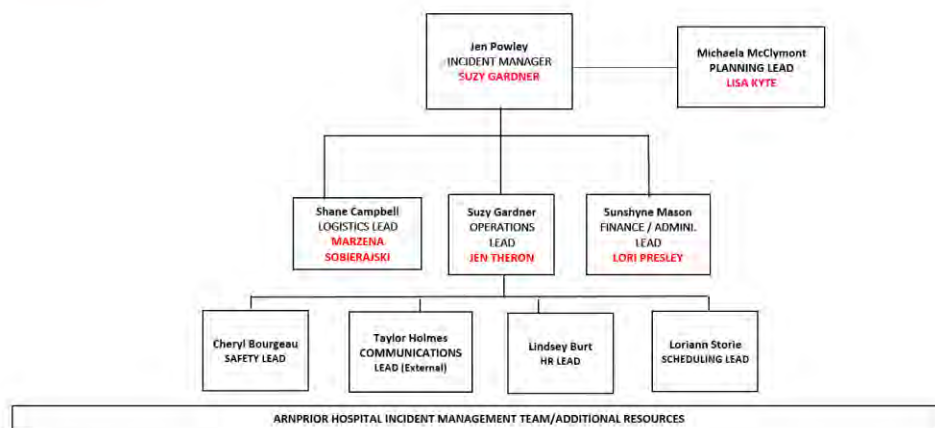 Jen Powley
INCIDENT MANAGER
SUZY GARDNER
Michaela McClymont
PLANNING LEAD
LISA KYTE
Shane Campbell
LOGISTICS LEAD
MARZENA
SOBIERAJSKI
Suzy Gardner
OPERATIONS
LEAD
JEN THERON
Sunshyne Mason
FINANCE / ADMINI.
LEAD
LORI PRESLEY
Cheryl Bourgeau
SAFETY LEAD
Taylor Holmes
COMMUNICATIONS
LEAD (External)
Lindsey Burt
HR LEAD
Loriann Storie
SCHEDULING LEAD
ARNPRIOR HOSPITAL INCIDENT MANAGEMENT TEAM/ADDITIONAL RESOURCES